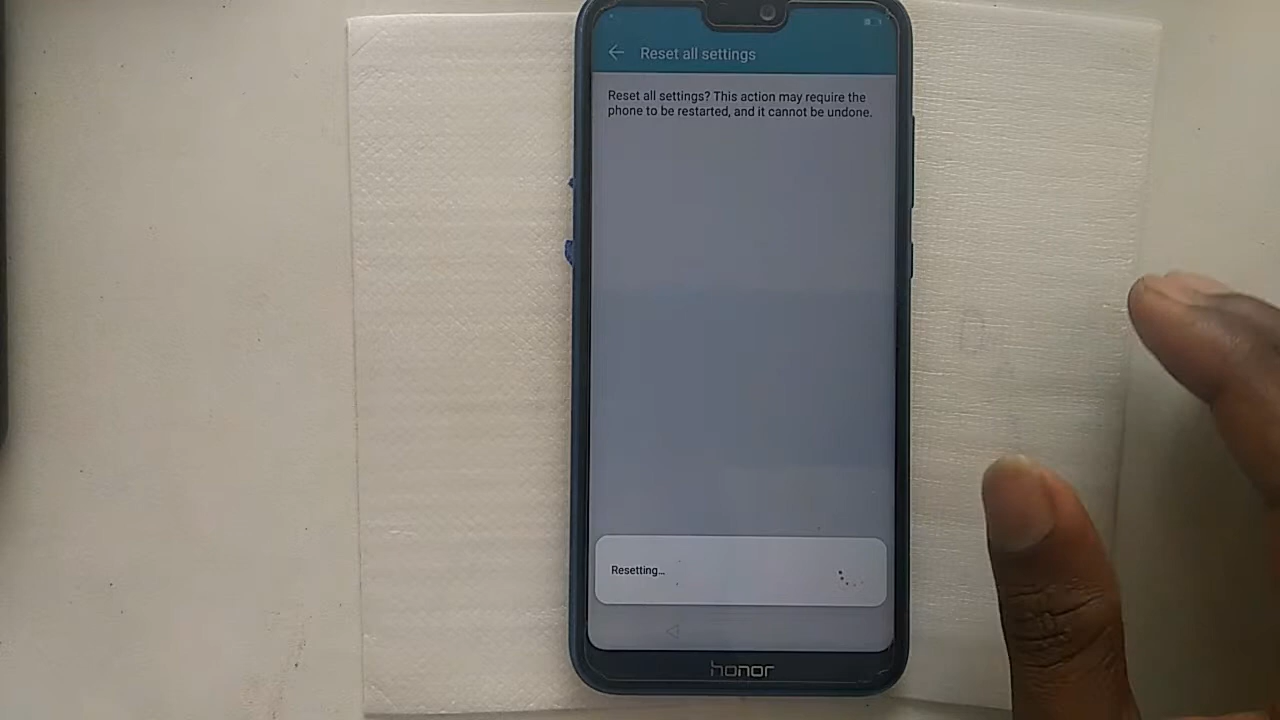 Reset all settings
Reset all settings? This action may require the
phone to be restarted, and it cannot be undone.
Resetting...
honor